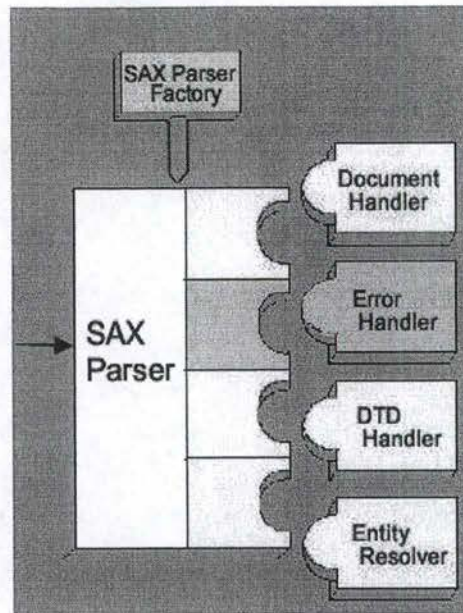 SAX Parser
Factory
Document
Handler
Error
Handler
SAX
Parser
DTD
Handler
Entity
Resolver